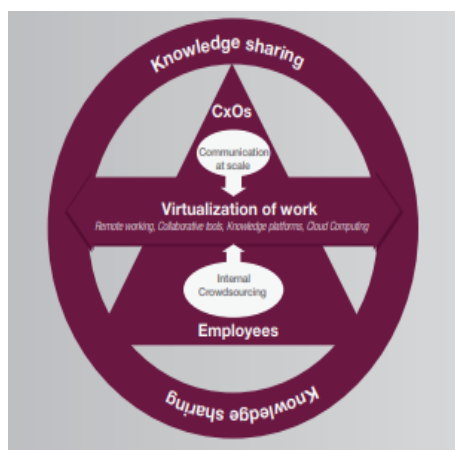 Knowledge sharing
CxOs
Communication
at scale
Virtualization of work
Remote working, Collaborative tools, Knowledge platforms, Cloud Computing
Internal
Crowdsourcing
Employees
Knowledge sharing